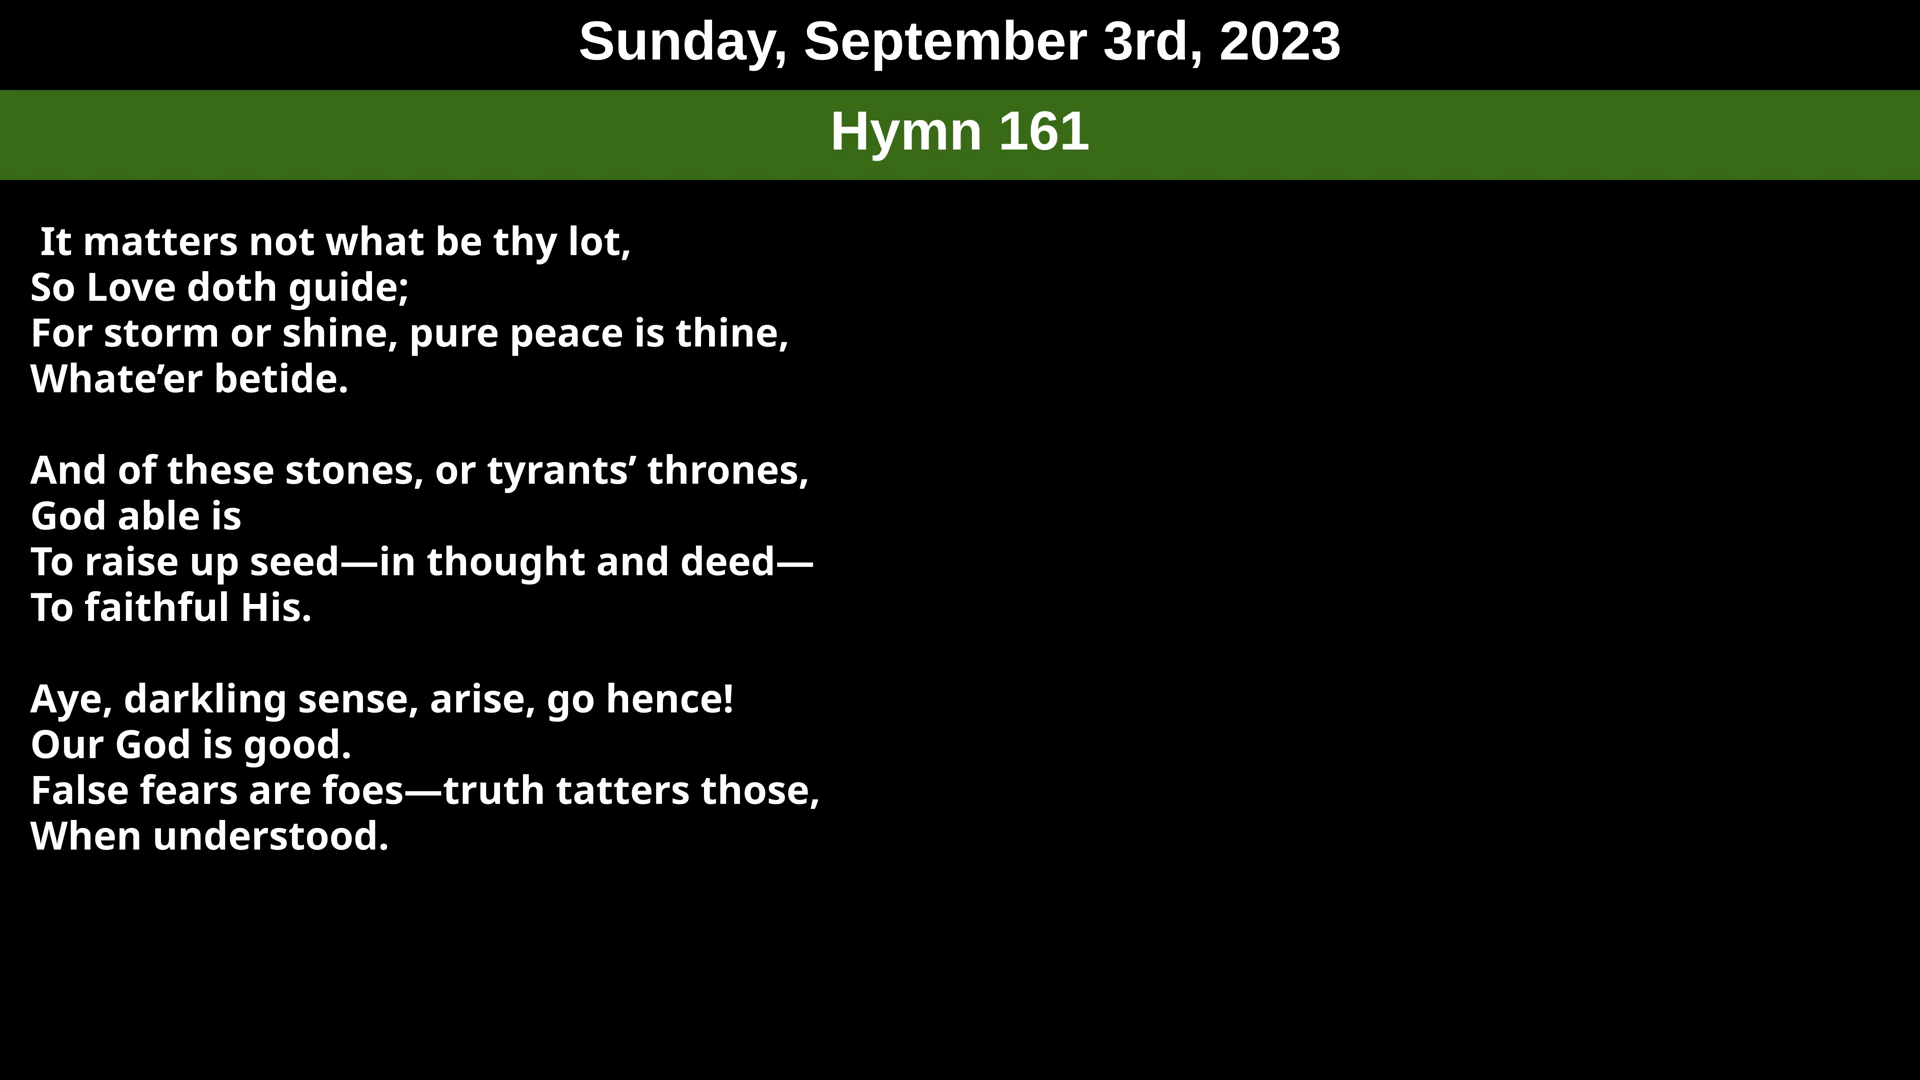 Sunday, September 3rd, 2023
Hymn 161
It matters not what be thy lot,
So Love doth guide;
For storm or shine, pure peace is thine,
Whate’er betide.
And of these stones, or tyrants’ thrones,
God able is
To raise up seed—in thought and deed—
To faithful His.
Aye, darkling sense, arise, go hence!
Our God is good.
False fears are foes—truth tatters those,
When understood.